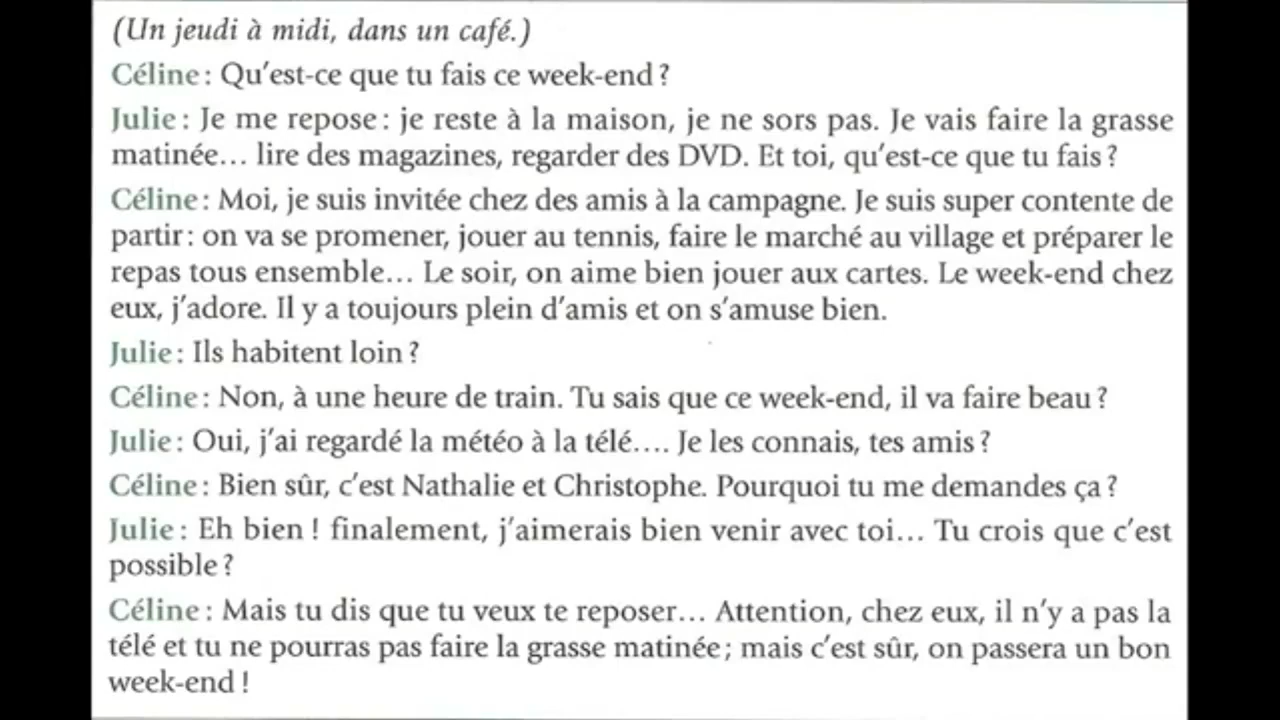 (Un jeudi à midi, dans un café.)
Céline : Qu'est-ce que tu fais ce week-end ?
Julie : Je me repose : je reste à la maison, je ne sors pas. Je vais faire la grasse
matinée… lire des magazines, regarder des DVD. Et toi, qu'est-ce que tu fais ?
Céline : Moi, je suis invitée chez des amis à la campagne. Je suis super contente de
partir : on va se promener, jouer au tennis, faire le marché au village et préparer le
repas tous ensemble… Le soir, on aime bien jouer aux cartes. Le week-end chez
eux, j'adore. Il y a toujours plein d'amis et on s'amuse bien.
Julie : Ils habitent loin ?
Céline : Non, à une heure de train. Tu sais que ce week-end, il va faire beau ?
Julie : Oui, j'ai regardé la météo à la télé…. Je les connais, tes amis ?
Céline : Bien sûr, c'est Nathalie et Christophe. Pourquoi tu me demandes ça ?
Julie : Eh bien ! finalement, j'aimerais bien venir avec toi… Tu crois que c'est
possible ?
Céline : Mais tu dis que tu veux te reposer… Attention, chez eux, il n'y a pas la
télé et tu ne pourras pas faire la grasse matinée ; mais c'est sûr, on passera un bon
week-end !